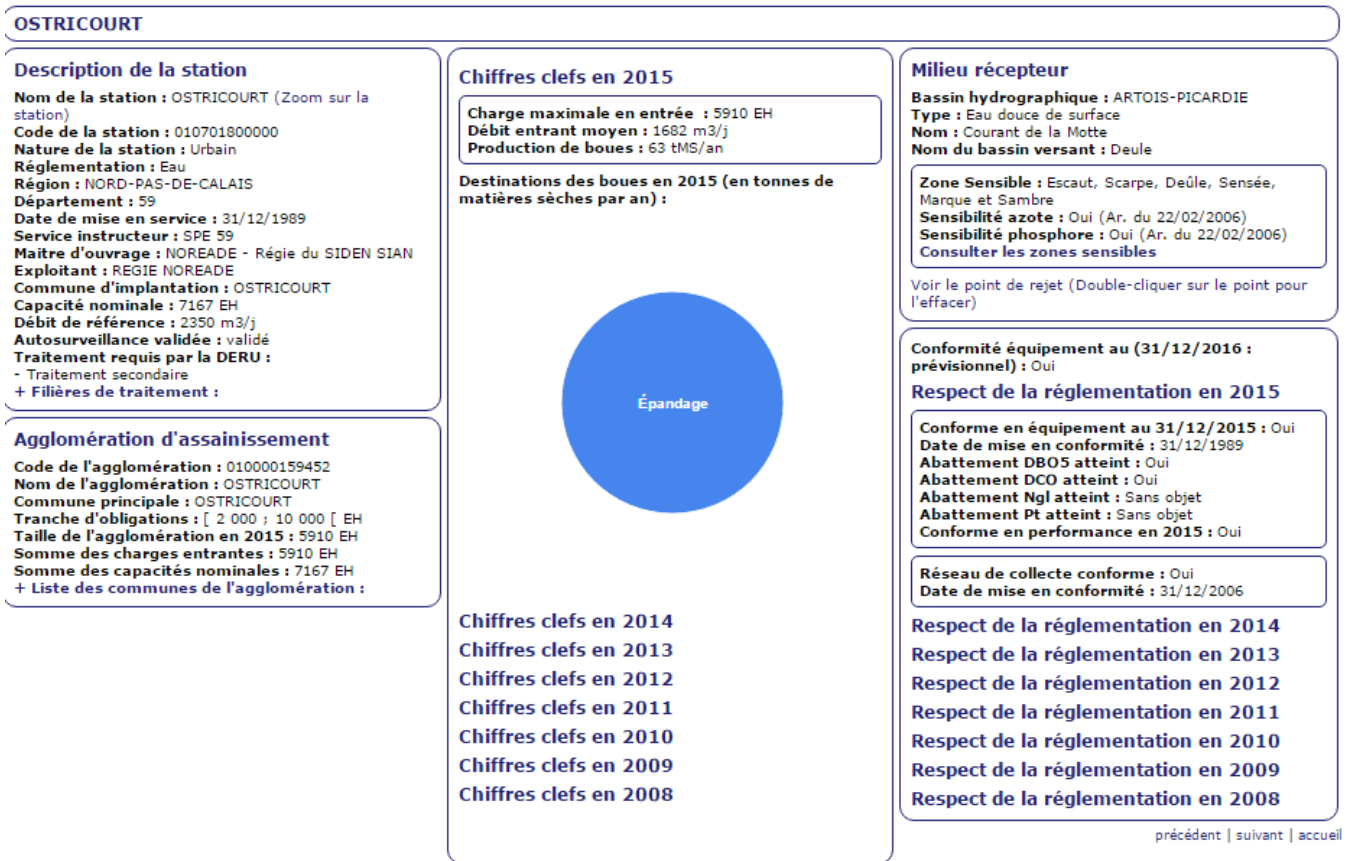 OSTRICOURT
Description de la station
Nom de la station : OSTRICOURT (Zoom sur la
station)
Code de la station : 010701800000
Nature de la station : Urbain
Réglementation : Eau
Région : NORD-PAS-DE-CALAIS
Département : 59
Date de mise en service : 31/12/1989
Service instructeur : SPE 59
Maitre d'ouvrage : NOREADE - Régie du SIDEN SIAN
Exploitant : REGIE NOREADE
Commune d'implantation : OSTRICOURT
Capacité nominale : 7167 EH
Débit de référence : 2350 m3/j
Autosurveillance validée : validé
Traitement requis par la DERU :
- Traitement secondaire
+ Filières de traitement :
Agglomération d'assainissement
Code de l'agglomération : 010000159452
Nom de l'agglomération : OSTRICOURT
Commune principale : OSTRICOURT
Tranche d'obligations : [ 2 000 ; 10 000 [ EH
Taille de l'agglomération en 2015 : 5910 EH
Somme des charges entrantes : 5910 EH
Somme des capacités nominales : 7167 EH
+ Liste des communes de l'agglomération :
Chiffres clefs en 2015
Charge maximale en entrée : 5910 EH
Débit entrant moyen : 1682 m3/j
Production de boues : 63 tMS/an
Destinations des boues en 2015 (en tonnes de
matières sèches par an) :
Épandage
Chiffres clefs en 2014
Chiffres clefs en 2013
Chiffres clefs en 2012
Chiffres clefs en 2011
Chiffres clefs en 2010
Chiffres clefs en 2009
Chiffres clefs en 2008
Milieu récepteur
Bassin hydrographique : ARTOIS-PICARDIE
Type : Eau douce de surface
Nom : Courant de la Motte
Nom du bassin versant : Deule
Zone Sensible : Escaut, Scarpe, Deûle, Sensée,
Marque et Sambre
Sensibilité azote : Oui (Ar. du 22/02/2006)
Sensibilité phosphore : Oui (Ar. du 22/02/2006)
Consulter les zones sensibles
Voir le point de rejet (Double-cliquer sur le point pour
l'effacer)
Conformité équipement au (31/12/2016 :
prévisionnel) : Oui
Respect de la réglementation en 2015
Conforme en équipement au 31/12/2015 : Oui
Date de mise en conformité : 31/12/1989
Abattement DBO5 atteint : Oui
Abattement DCO atteint : Oui
Abattement Ngl atteint : Sans objet
Abattement Pt atteint : Sans objet
Conforme en performance en 2015 : Oui
Réseau de collecte conforme : Oui
Date de mise en conformité : 31/12/2006
Respect de la réglementation en 2014
Respect de la réglementation en 2013
Respect de la réglementation en 2012
Respect de la réglementation en 2011
Respect de la réglementation en 2010
Respect de la réglementation en 2009
Respect de la réglementation en 2008
précédent | suivant | accueil